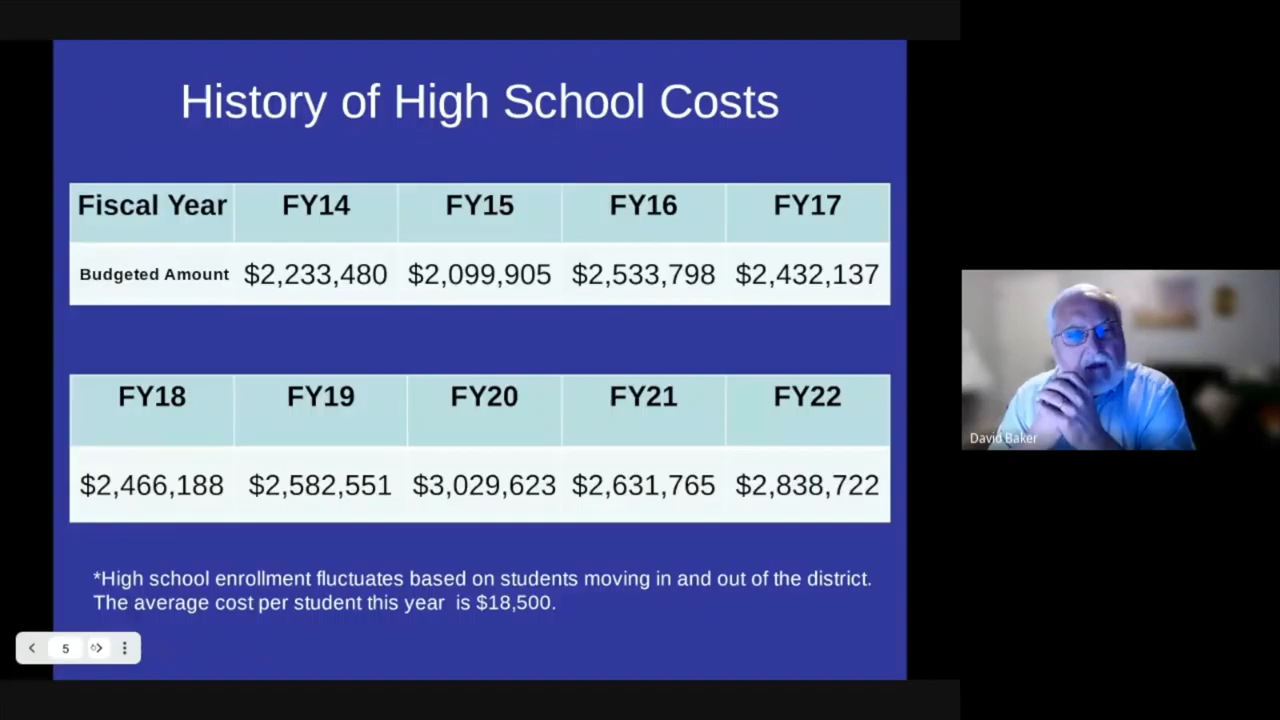 History of High School Costs
Fiscal Year FY14 FY15 FY16 FY17
Budgeted Amount $2,233,480 $2,099,905 $2,533,798 $2,432,137
FY18 FY19 FY20 FY21 FY22
$2,466,188 $2,582,551 $3,029,623 $2,631,765 $2,838,722
David Baker
*High school enrollment fluctuates based on students moving in and out of the district.
The average cost per student this year is $18,500.
5